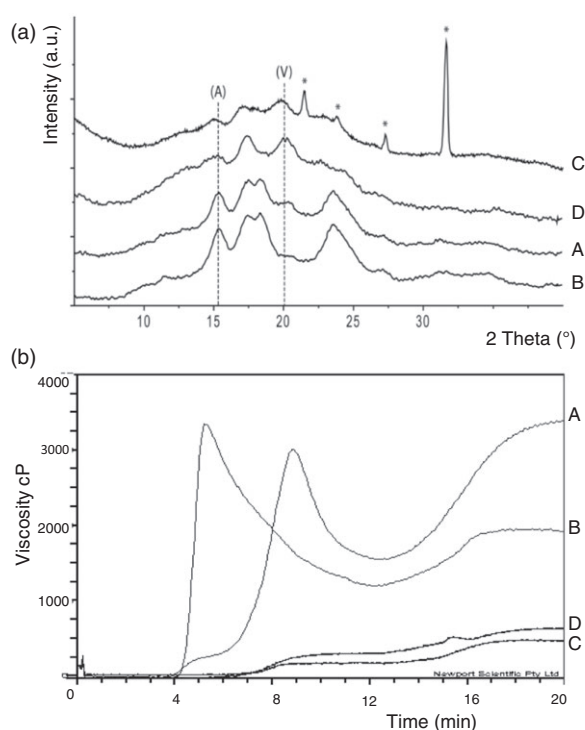 (a)
Intensity (a.u.)
(A)
(V)
*
*
*
*
C
D
A
B
10 15 20 25 30
2 Theta (°)
(b)
Viscosity cP
4000
3000
2000
1000
0
A
B
D
C
Newport Scientific Pty Ltd
0 4 8 12 16 20
Time (min)